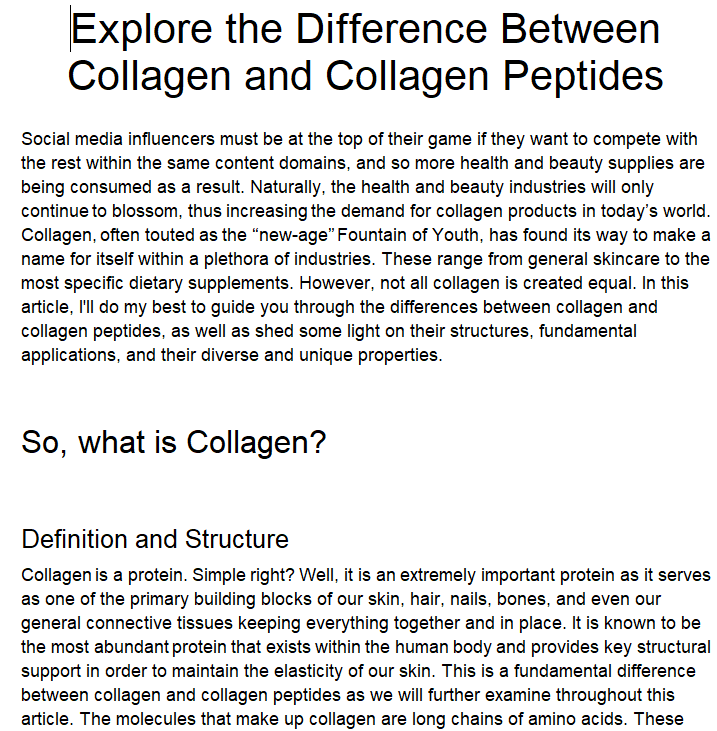 Explore the Difference Between
Collagen and Collagen Peptides
Social media influencers must be at the top of their game if they want to compete with
the rest within the same content domains, and so more health and beauty supplies are
being consumed as a result. Naturally, the health and beauty industries will only
continue to blossom, thus increasing the demand for collagen products in today’s world.
Collagen, often touted as the “new-age” Fountain of Youth, has found its way to make a
name for itself within a plethora of industries. These range from general skincare to the
most specific dietary supplements. However, not all collagen is created equal. In this
article, I'll do my best to guide you through the differences between collagen and
collagen peptides, as well as shed some light on their structures, fundamental
applications, and their diverse and unique properties.
So, what is Collagen?
Definition and Structure
Collagen is a protein. Simple right? Well, it is an extremely important protein as it serves
as one of the primary building blocks of our skin, hair, nails, bones, and even our
general connective tissues keeping everything together and in place. It is known to be
the most abundant protein that exists within the human body and provides key structural
support in order to maintain the elasticity of our skin. This is a fundamental difference
between collagen and collagen peptides as we will further examine throughout this
article. The molecules that make up collagen are long chains of amino acids. These